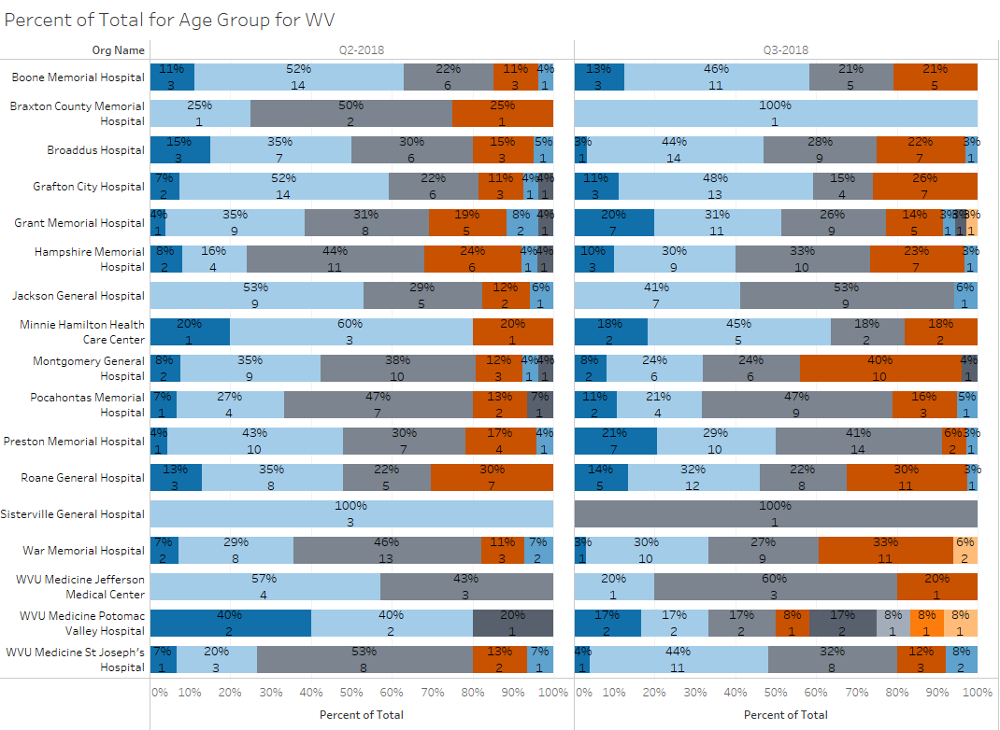 Percent of Total for Age Group for WV
Org Name Q2-2018 Q3-2018
Boone Memorial Hospital 11% 52% 22% 11% 4% 13% 46% 21% 21%
3 14 6 3 1 3 11 5 5
Braxton County Memorial 25% 50% 25% 100%
Hospital 1 2 1 1
Broaddus Hospital 15% 35% 30% 15% 5% 3% 44% 28% 22% 3%
3 7 6 3 1 1 14 9 7 1
Grafton City Hospital 7% 52% 22% 11% 4% 4% 11% 48% 15% 26%
2 14 6 3 1 1 3 13 4 7
Grant Memorial Hospital 4% 35% 31% 19% 8% 4% 20% 31% 26% 14% 3% 3% 3%
1 9 8 5 2 1 7 11 9 5 1 1 1
Hampshire Memorial 8% 16% 44% 24% 4% 4% 10% 30% 33% 23% 3%
Hospital 2 4 11 6 1 1 3 9 10 7 1
Jackson General Hospital 53% 29% 12% 6% 41% 53% 6%
9 5 2 1 7 9 1
Minnie Hamilton Health 20% 60% 20% 18% 45% 18% 18%
Care Center 1 3 1 2 5 2 2
Montgomery General 8% 35% 38% 12% 4% 4% 8% 24% 24% 40% 4%
Hospital 2 9 10 3 1 1 2 6 6 10 1
Pocahontas Memorial 7% 27% 47% 13% 7% 11% 21% 47% 16% 5%
Hospital 1 4 7 2 1 2 4 9 3 1
Preston Memorial Hospital 4% 43% 30% 17% 4% 21% 29% 41% 6% 3%
1 10 7 4 1 7 10 14 2 1
Roane General Hospital 13% 35% 22% 30% 14% 32% 22% 30% 3%
3 8 5 7 5 12 8 11 1
Sisterville General Hospital 100% 100%
3 1
War Memorial Hospital 7% 29% 46% 11% 7% 3% 30% 27% 33% 6%
2 8 13 3 2 1 10 9 11 2
WVU Medicine Jefferson 57% 43% 20% 60% 20%
Medical Center 4 3 1 3 1
WVU Medicine Potomac 40% 40% 20% 17% 17% 17% 8% 17% 8% 8% 8%
Valley Hospital 2 2 1 2 2 2 1 2 1 1 1
WVU Medicine St Joseph's 7% 20% 53% 13% 7% 4% 44% 32% 12% 8%
Hospital 1 3 8 2 1 1 11 8 3 2
0% 10% 20% 30% 40% 50% 60% 70% 80% 90% 100% 0% 10% 20% 30% 40% 50% 60% 70% 80% 90% 100%
Percent of Total Percent of Total